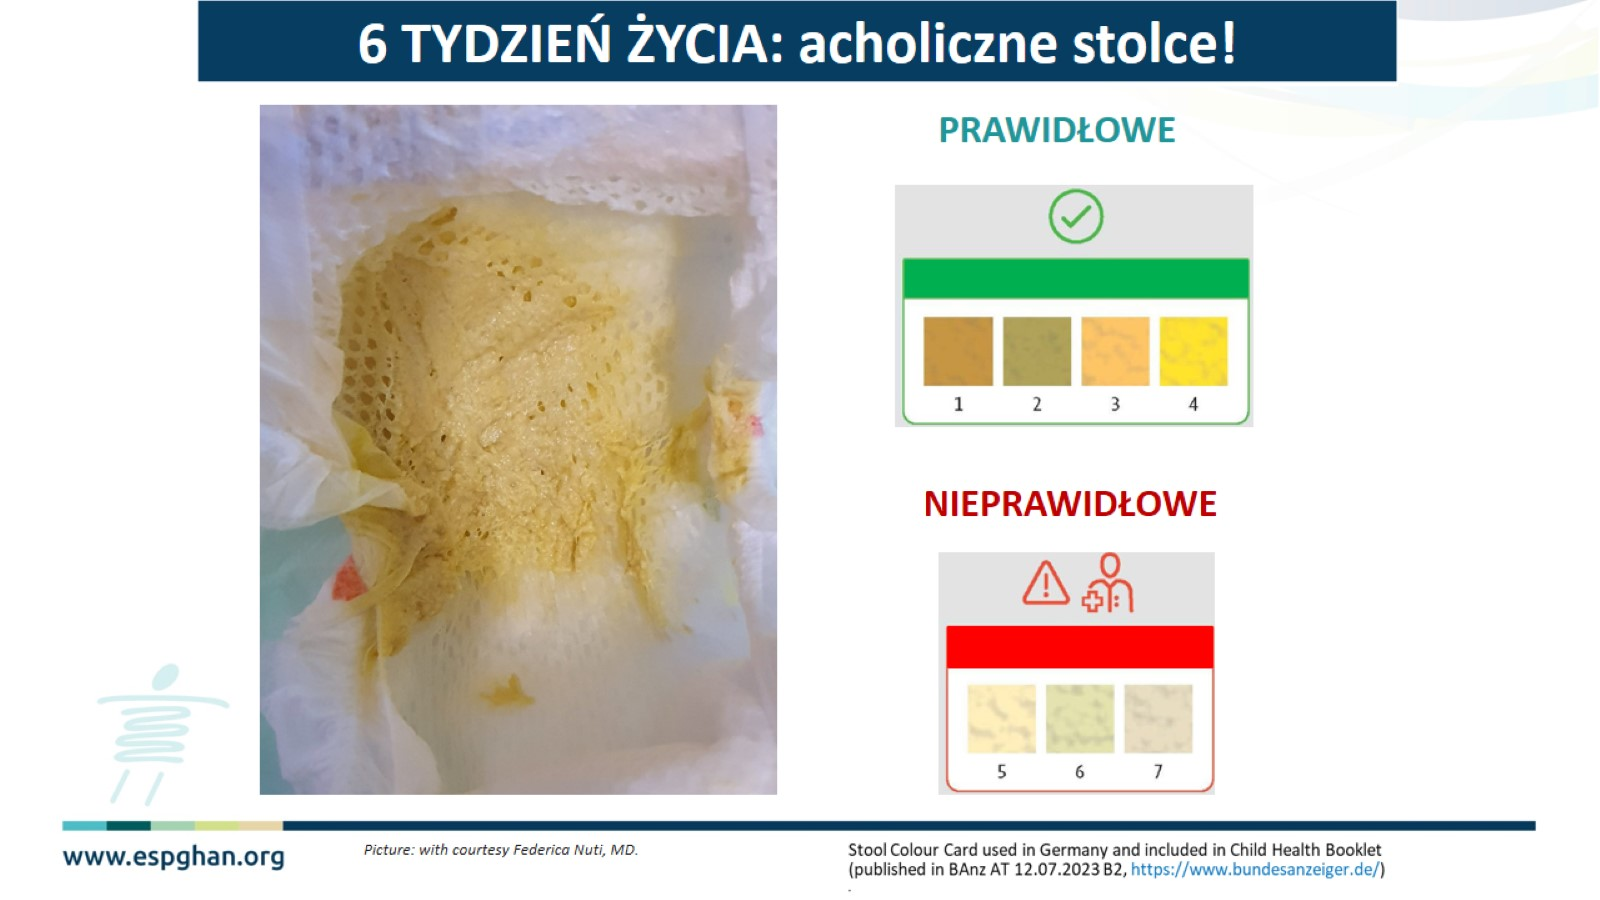 6 TYDZIEŃ ŻYCIA: acholiczne stolce!
PRAWIDŁOWE
1 2 3 4
NIEPRAWIDŁOWE
5 6 7
www.espghan.org
Picture: with courtesy Federica Nuti, MD.
Stool Colour Card used in Germany and included in Child Health Booklet
(published in BAnz AT 12.07.2023 B2, https://www.bundesanzeiger.de/)
.